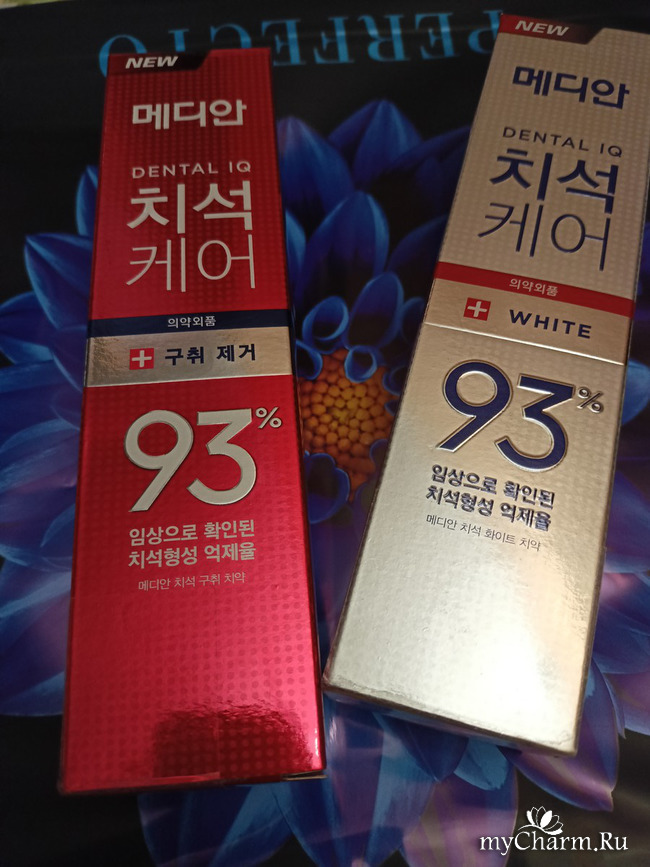 PERFECTO
NEW
메디안
DENTAL IQ
치석
케어
의약외품
구취 제거
93%
임상으로 확인된
치석형성 억제율
메디안 치석 구취 치약
NEW
메디안
DENTAL IQ
치석
케어
의약외품
WHITE
93%
임상으로 확인된
치석형성 억제율
메디안 치석 화이트 치약
myCharm.Ru